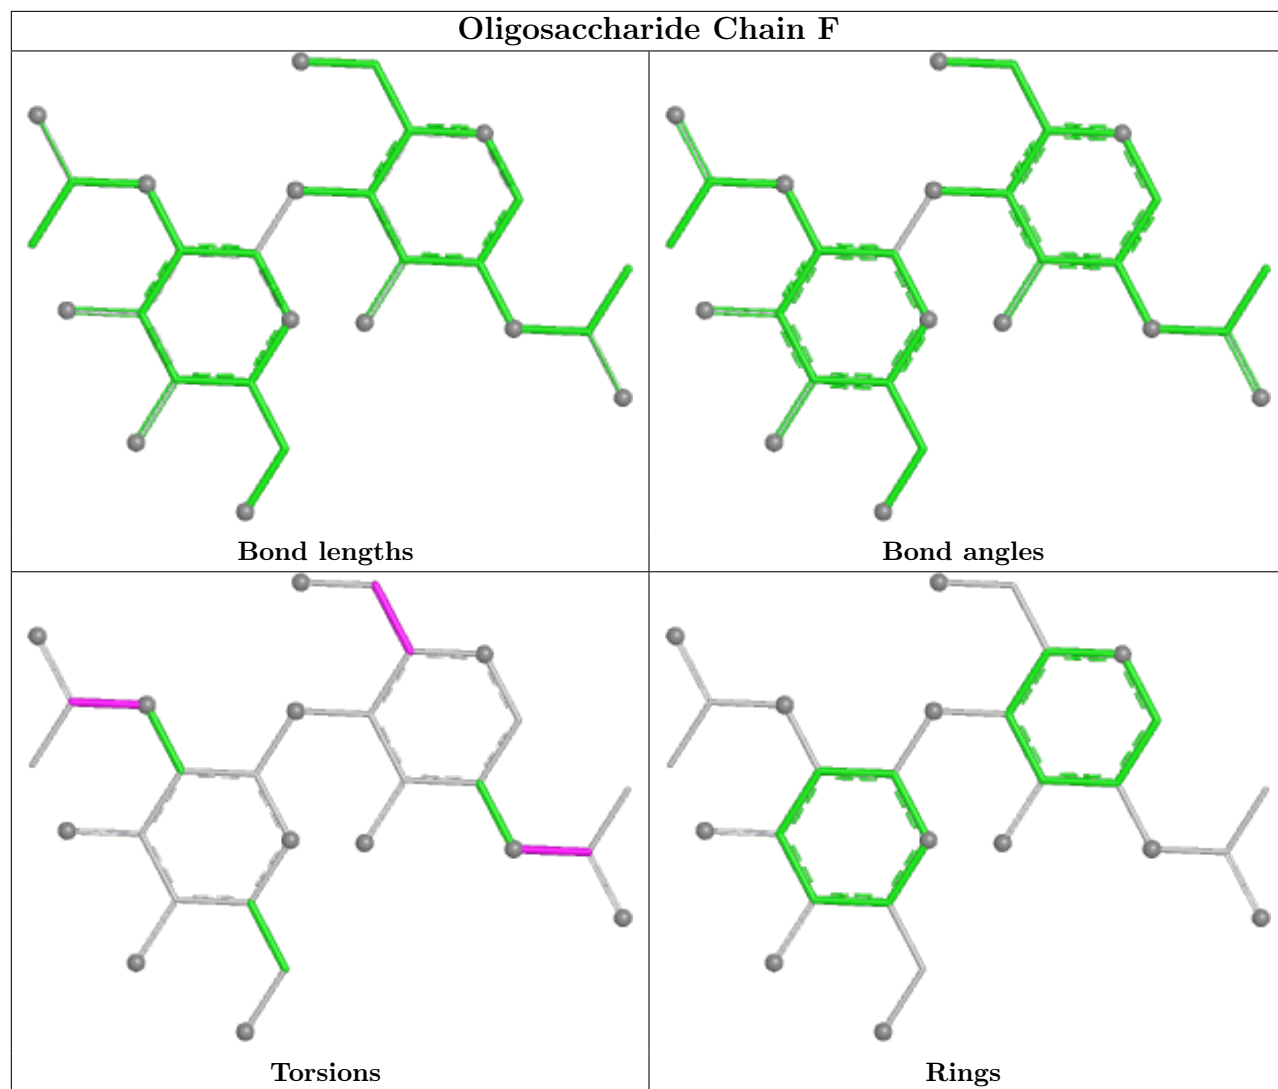 Oligosaccharide Chain F
Bond lengths
Bond angles
Torsions
Rings